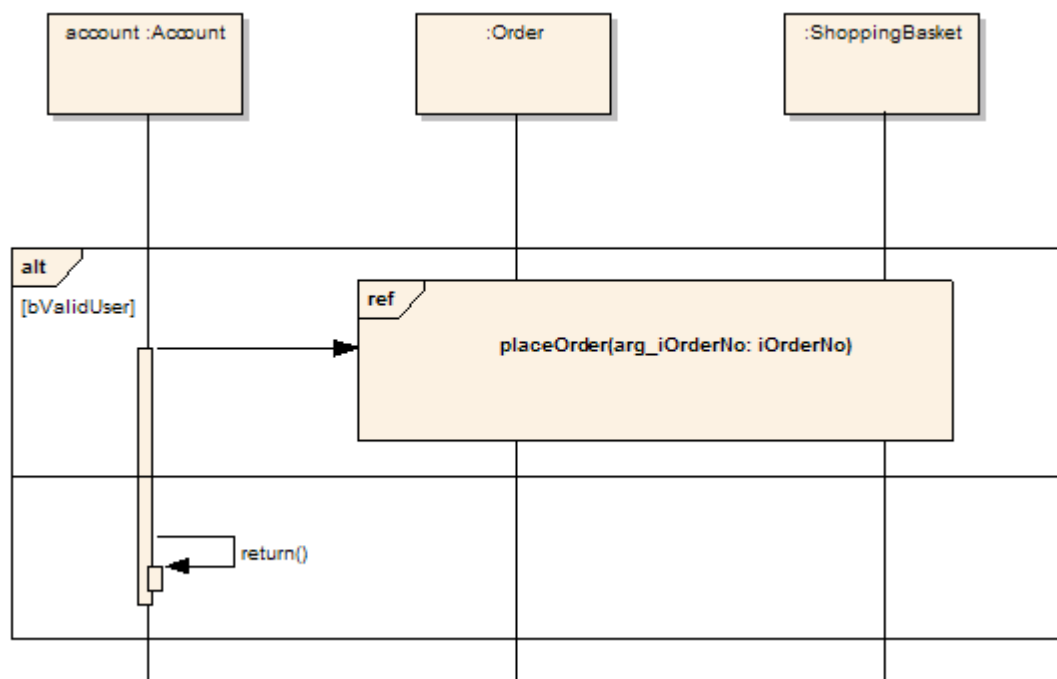 account :Account
:Order
:ShoppingBasket
alt
[bValidUser]
ref
placeOrder(arg_iOrderNo: iOrderNo)
return()